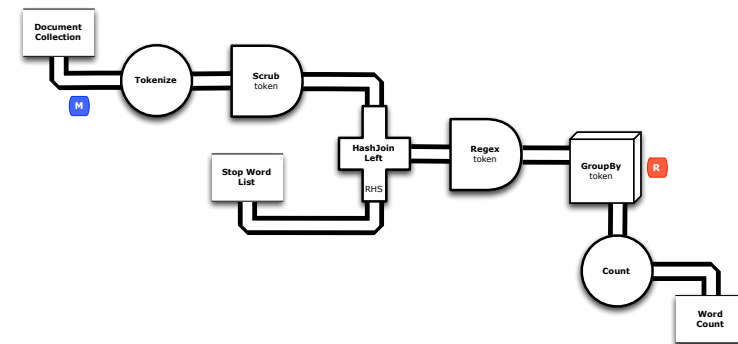 Document
Collection
M
Tokenize
Scrub
token
HashJoin
Left
RHS
Stop Word
List
Regex
token
GroupBy
token
R
Count
Word
Count